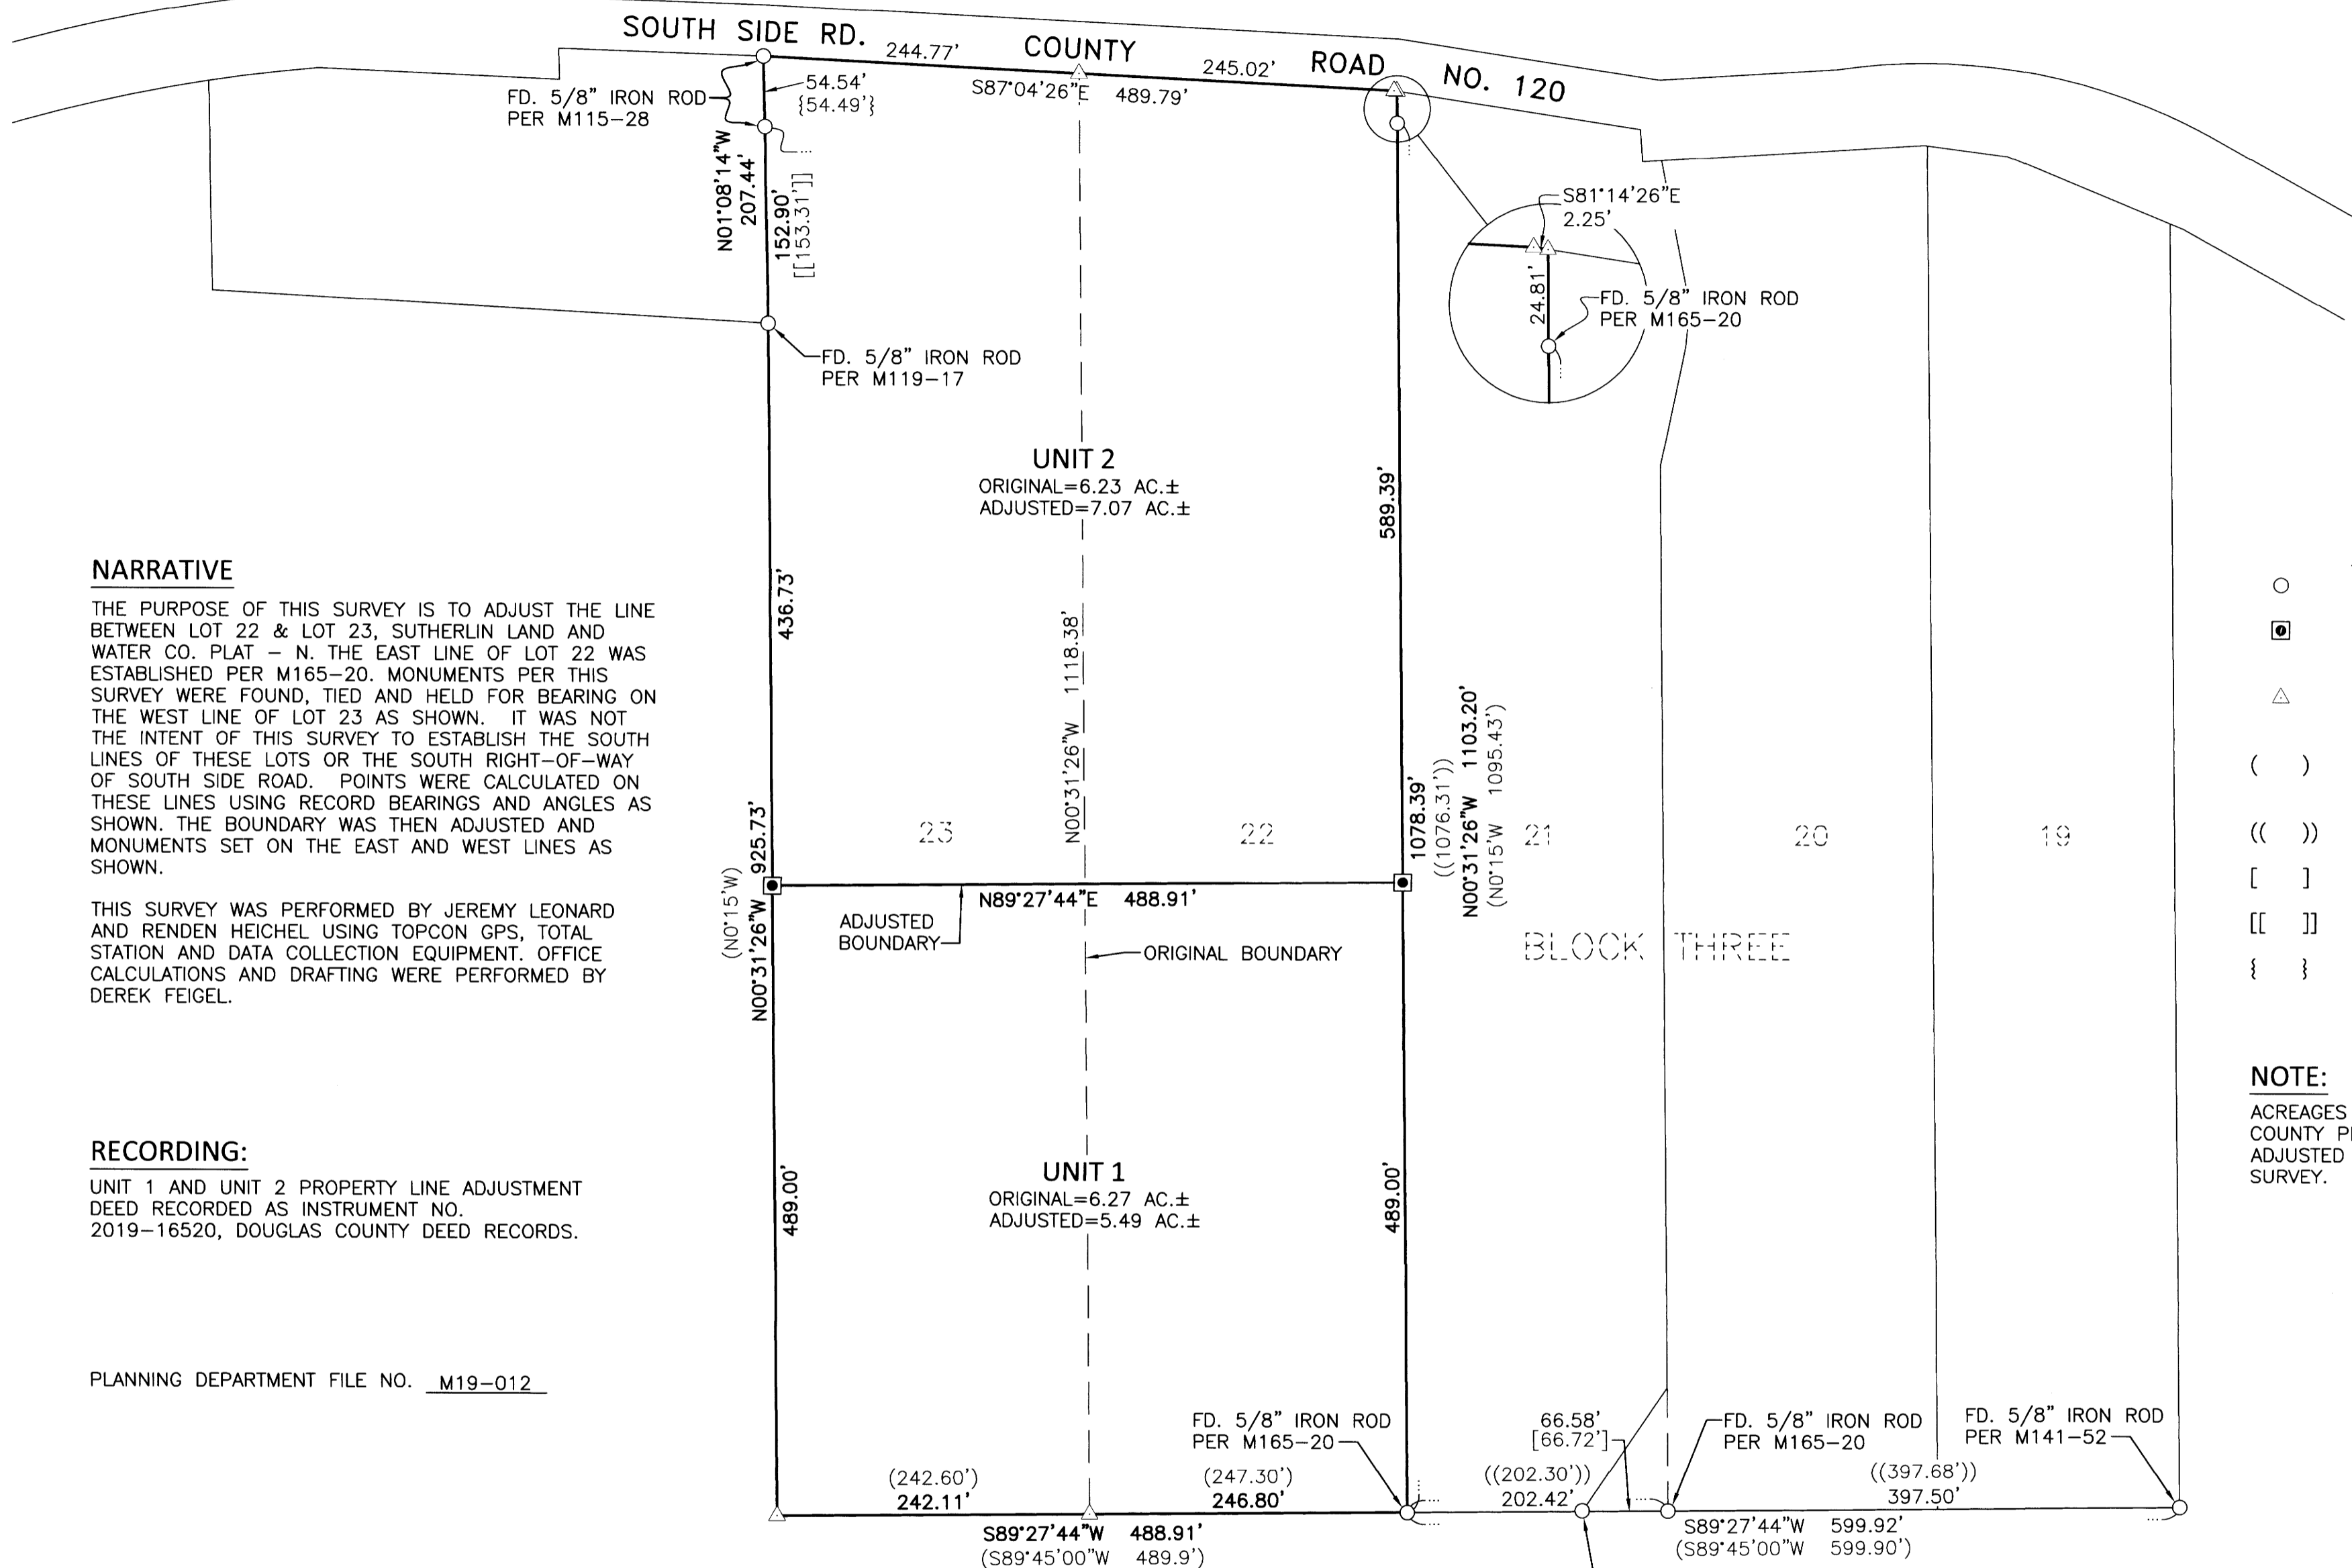 SOUTH SIDE RD. COUNTY ROAD NO. 120
244.77'
245.02'
S87°04'26"E 489.79'
FD. 5/8" IRON ROD
PER M115-28
54.54'
{54.49'}
N01°08'14"W
207.44'
152.90'
[[153.31']]
S81°14'26"E
2.25'
24.81'
FD. 5/8" IRON ROD
PER M165-20
FD. 5/8" IRON ROD
PER M119-17
UNIT 2
ORIGINAL=6.23 AC.±
ADJUSTED=7.07 AC.±
589.39'
436.73'
N00°31'26"W 1118.38'
NARRATIVE
THE PURPOSE OF THIS SURVEY IS TO ADJUST THE LINE
BETWEEN LOT 22 & LOT 23, SUTHERLIN LAND AND
WATER CO. PLAT – N. THE EAST LINE OF LOT 22 WAS
ESTABLISHED PER M165-20. MONUMENTS PER THIS
SURVEY WERE FOUND, TIED AND HELD FOR BEARING ON
THE WEST LINE OF LOT 23 AS SHOWN. IT WAS NOT
THE INTENT OF THIS SURVEY TO ESTABLISH THE SOUTH
LINES OF THESE LOTS OR THE SOUTH RIGHT-OF-WAY
OF SOUTH SIDE ROAD. POINTS WERE CALCULATED ON
THESE LINES USING RECORD BEARINGS AND ANGLES AS
SHOWN. THE BOUNDARY WAS THEN ADJUSTED AND
MONUMENTS SET ON THE EAST AND WEST LINES AS
SHOWN.
THIS SURVEY WAS PERFORMED BY JEREMY LEONARD
AND RENDEN HEICHEL USING TOPCON GPS, TOTAL
STATION AND DATA COLLECTION EQUIPMENT. OFFICE
CALCULATIONS AND DRAFTING WERE PERFORMED BY
DEREK FEIGEL.
(N0°15'W)
N00°31'26"W 925.73'
23
22
21
20
19
1078.39'
((1076.31'))
N00°31'26"W 1103.20'
(N0°15'W 1095.43')
N89°27'44"E 488.91'
ADJUSTED
BOUNDARY
ORIGINAL BOUNDARY
BLOCK THREE
( )
(( ))
[ ]
[[ ]]
{ }
NOTE:
ACREAGES
COUNTY
ADJUSTED
SURVEY.
RECORDING:
UNIT 1 AND UNIT 2 PROPERTY LINE ADJUSTMENT
DEED RECORDED AS INSTRUMENT NO.
2019-16520, DOUGLAS COUNTY DEED RECORDS.
UNIT 1
ORIGINAL=6.27 AC.±
ADJUSTED=5.49 AC.±
489.00'
489.00'
PLANNING DEPARTMENT FILE NO. M19-012
FD. 5/8" IRON ROD
PER M165-20
66.58'
[66.72']
FD. 5/8" IRON ROD
PER M165-20
FD. 5/8" IRON ROD
PER M141-52
(242.60')
242.11'
(247.30')
246.80'
((202.30'))
202.42'
((397.68'))
397.50'
S89°27'44"W 488.91'
(S89°45'00"W 489.9')
S89°27'44"W 599.92'
(S89°45'00"W 599.90')